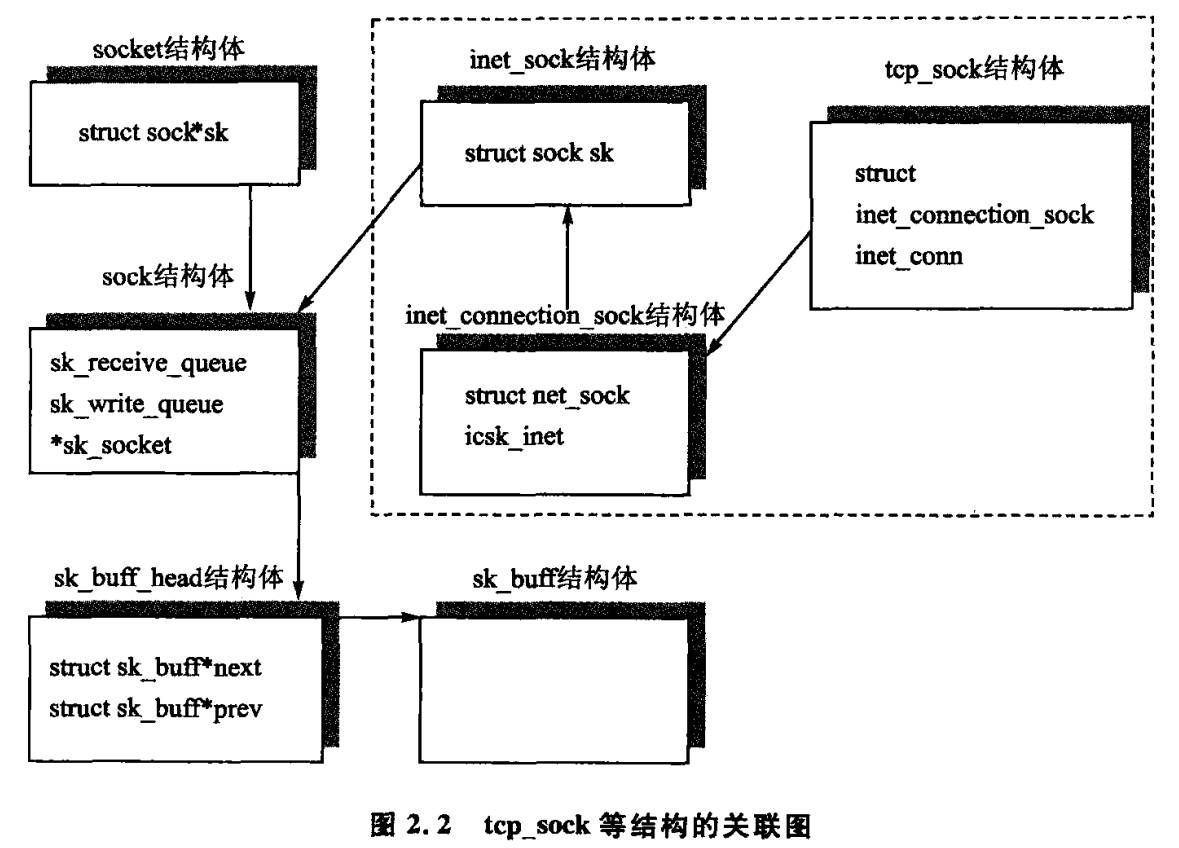 socket结构体
struct sock*sk
inet_sock结构体
struct sock sk
tcp_sock结构体
struct
inet_connection_sock
inet_conn
sock结构体
sk_receive_queue
sk_write_queue
*sk_socket
inet_connection_sock结构体
struct net_sock
icsk_inet
sk_buff_head结构体
struct sk_buff*next
struct sk_buff*prev
sk_buff结构体
图 2.2 tcp_sock 等结构的关联图